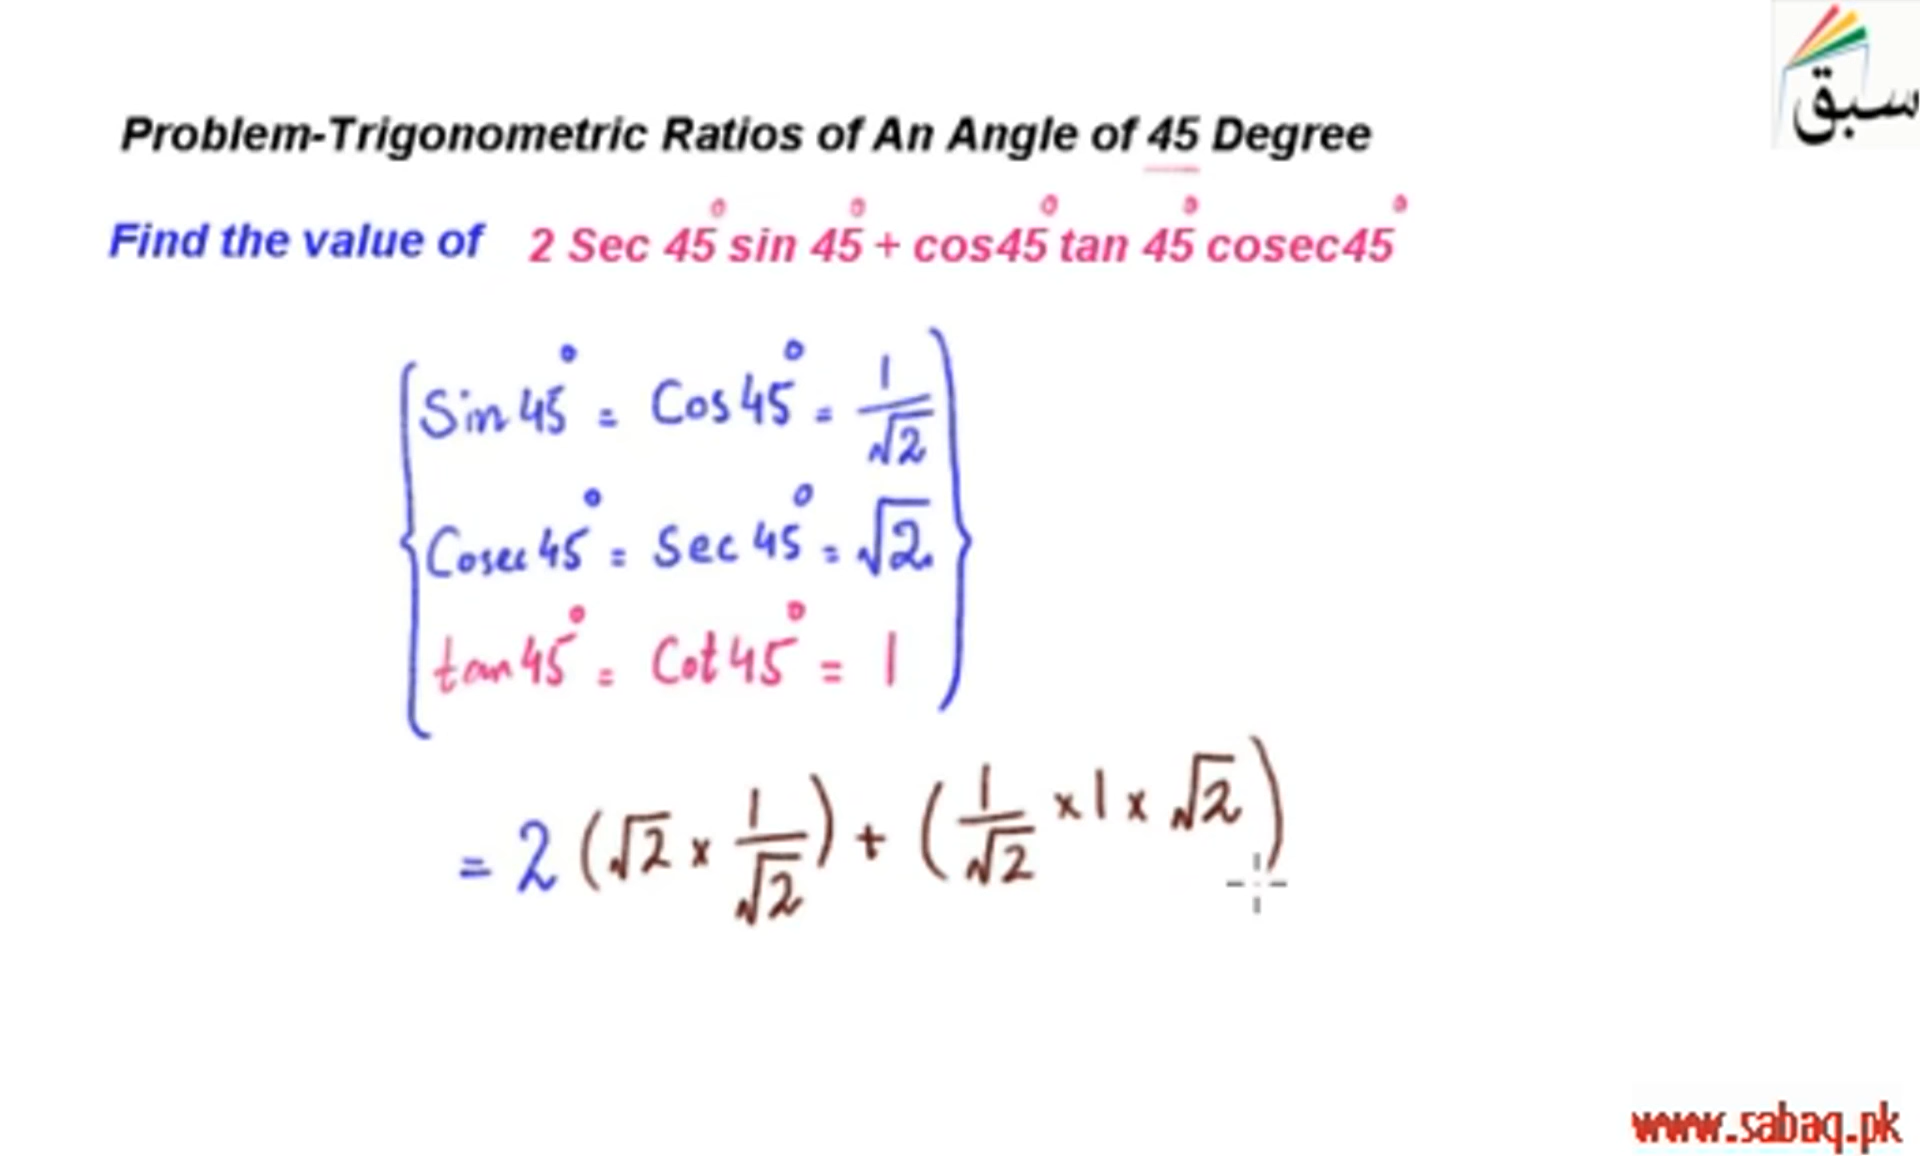 سبق
Problem-Trigonometric Ratios of An Angle of 45 Degree
Find the value of 2 Sec 45° sin 45° + cos45° tan 45° cosec45°
Sin 45° = Cos 45° = 1/√2
Cosec 45° = Sec 45° = √2
tan 45° = Cot 45° = 1
= 2 (√2 × 1/√2) + (1/√2 × 1 × √2)
www.sabaq.pk